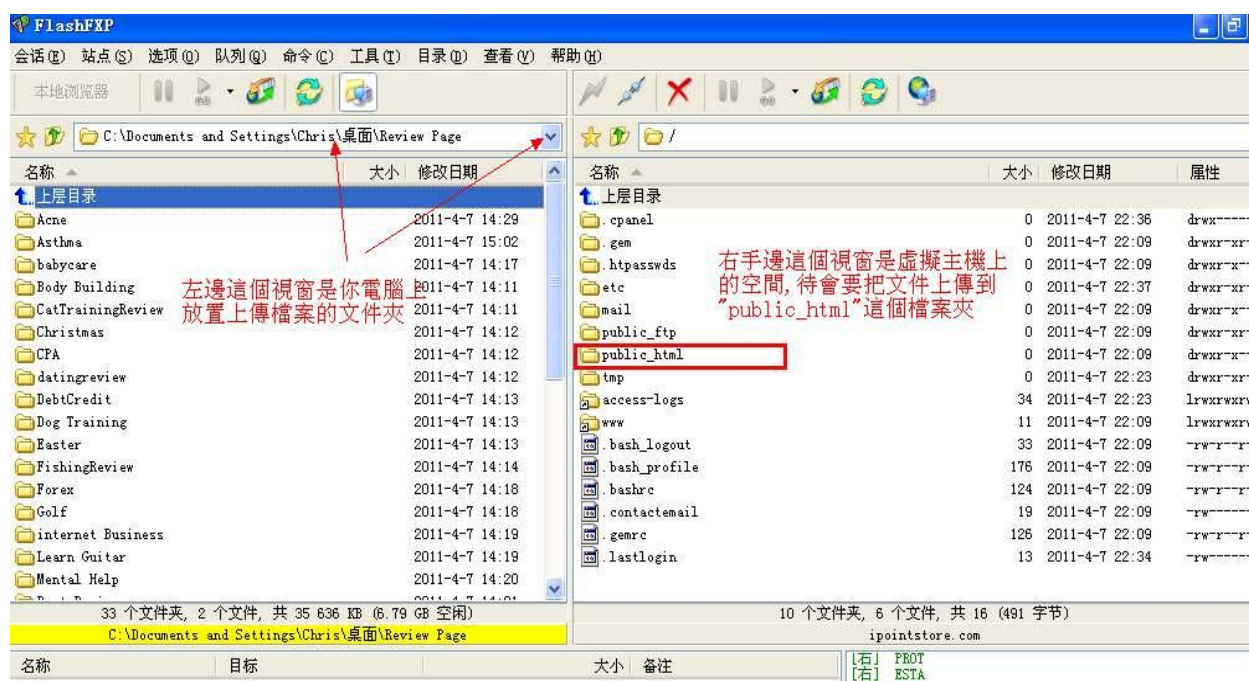 FlashFXP
会话(E) 站点(S) 选项(O) 队列(Q) 命令(C) 工具(T) 目录(D) 查看(V) 帮助(H)
本地浏览器
C:\Documents and Settings\Chris\桌面\Review Page
/
名称 大小 修改日期
名称 大小 修改日期 属性
上层目录
上层目录
Acne 2011-4-7 14:29
.cpanel 0 2011-4-7 22:36 drwx-----
Asthma 2011-4-7 15:02
.gem 0 2011-4-7 22:09 drwxr-xr-
babycare 2011-4-7 14:17
.htpasswds 0 2011-4-7 22:09 drwxr-x--
Body Building 2011-4-7 14:11
etc 0 2011-4-7 22:37 drwxr-xr-
CatTrainingReview 2011-4-7 14:11
mail 0 2011-4-7 22:09 drwxr-x--
Christmas 2011-4-7 14:12
public_ftp 0 2011-4-7 22:09 drwxr-xr-
CPA 2011-4-7 14:12
public_html 0 2011-4-7 22:09 drwxr-x--
datingreview 2011-4-7 14:12
tmp 0 2011-4-7 22:23 drwxr-xr-
DebtCredit 2011-4-7 14:13
access-logs 34 2011-4-7 22:23 lrwxrwxrw
Dog Training 2011-4-7 14:13
www 11 2011-4-7 22:09 lrwxrwxrw
Easter 2011-4-7 14:13
.bash_logout 33 2011-4-7 22:09 -rw-r--r-
FishingReview 2011-4-7 14:14
.bash_profile 176 2011-4-7 22:09 -rw-r--r-
Forex 2011-4-7 14:18
.bashrc 124 2011-4-7 22:09 -rw-r--r-
Golf 2011-4-7 14:18
.contactemail 19 2011-4-7 22:09 -rw------
internet Business 2011-4-7 14:19
.gemrc 126 2011-4-7 22:09 -rw-r--r-
Learn Guitar 2011-4-7 14:19
.lastlogin 13 2011-4-7 22:34 -rw------
Mental Help 2011-4-7 14:20
左邊這個視窗是你電腦上
放置上傳檔案的文件夾
右手邊這個視窗是虛擬主機上
的空間,待會要把文件上傳到
"public_html"這個檔案夾
33 个文件夹, 2 个文件, 共 35 636 KB (6.79 GB 空闲)
10 个文件夹, 6 个文件, 共 16 (491 字节)
C:\Documents and Settings\Chris\桌面\Review Page
ipointstore.com
名称 目标 大小 备注
[右] PROT
[右] ESTA